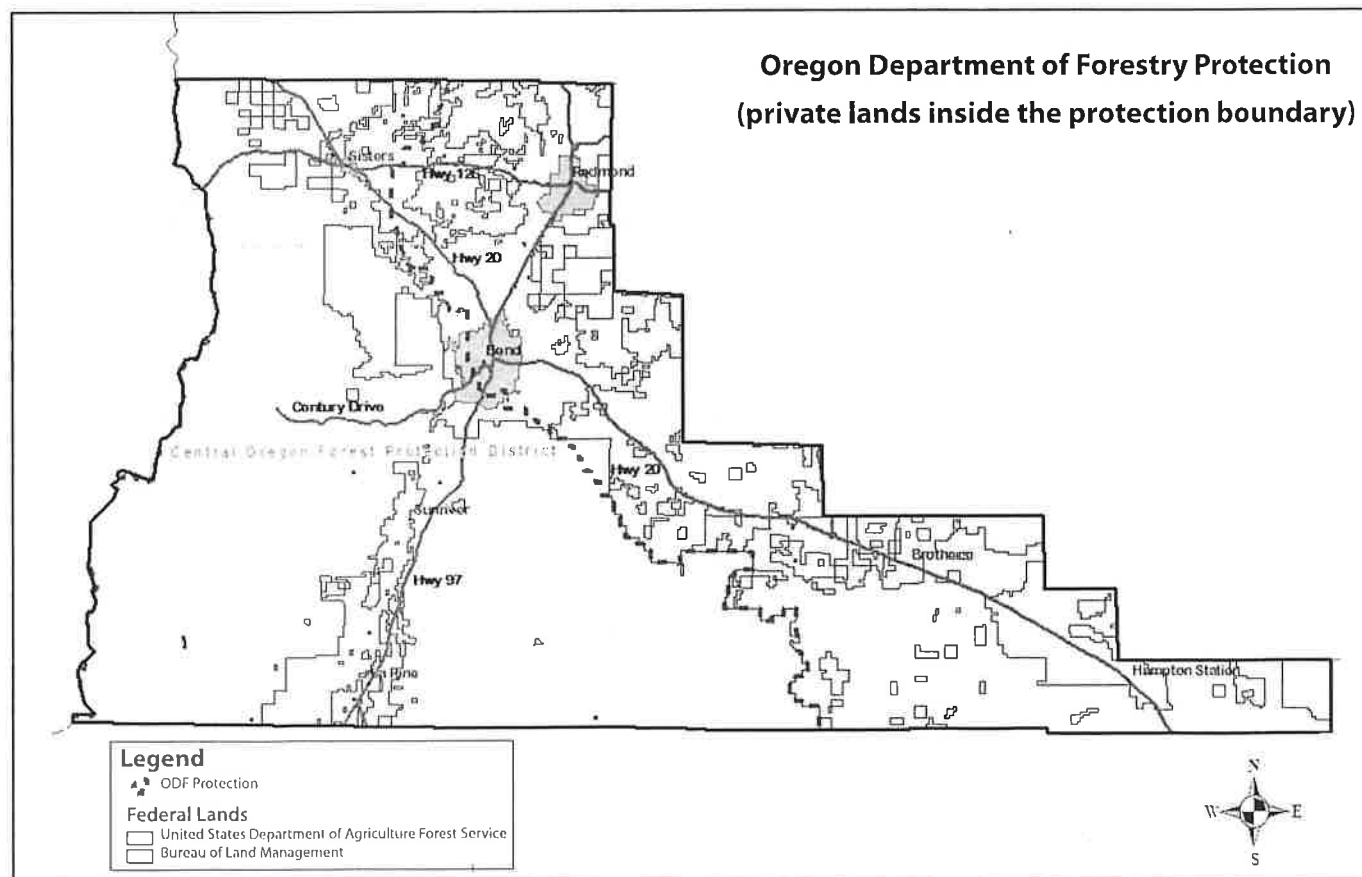 Oregon Department of Forestry Protection
(private lands inside the protection boundary)
Sisters
Hwy 126
Redmond
Hwy 20
Bend
Century Drive
Central Oregon Forest Protection District
Hwy 20
Sunriver
Brothers
Hwy 97
Pine
Hampton Station
Legend
ODF Protection
Federal Lands
United States Department of Agriculture Forest Service
Bureau of Land Management
N
W E
S